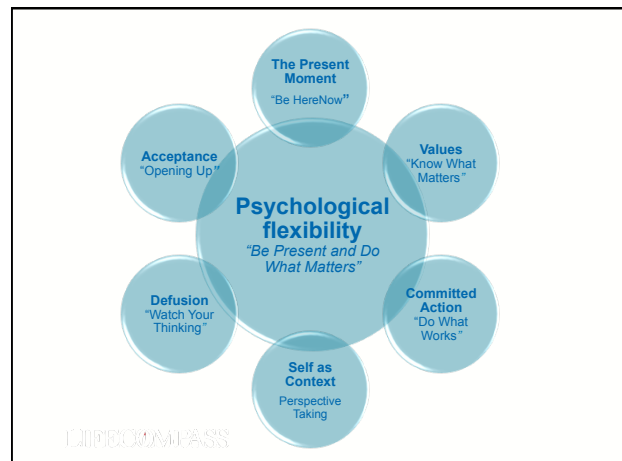 The Present
Moment
“Be HereNow”
Acceptance
“Opening Up”
Values
“Know What
Matters”
Psychological
flexibility
“Be Present and Do
What Matters”
Defusion
“Watch Your
Thinking”
Committed
Action
“Do What
Works”
Self as
Context
Perspective
Taking
LIFECOMPASS